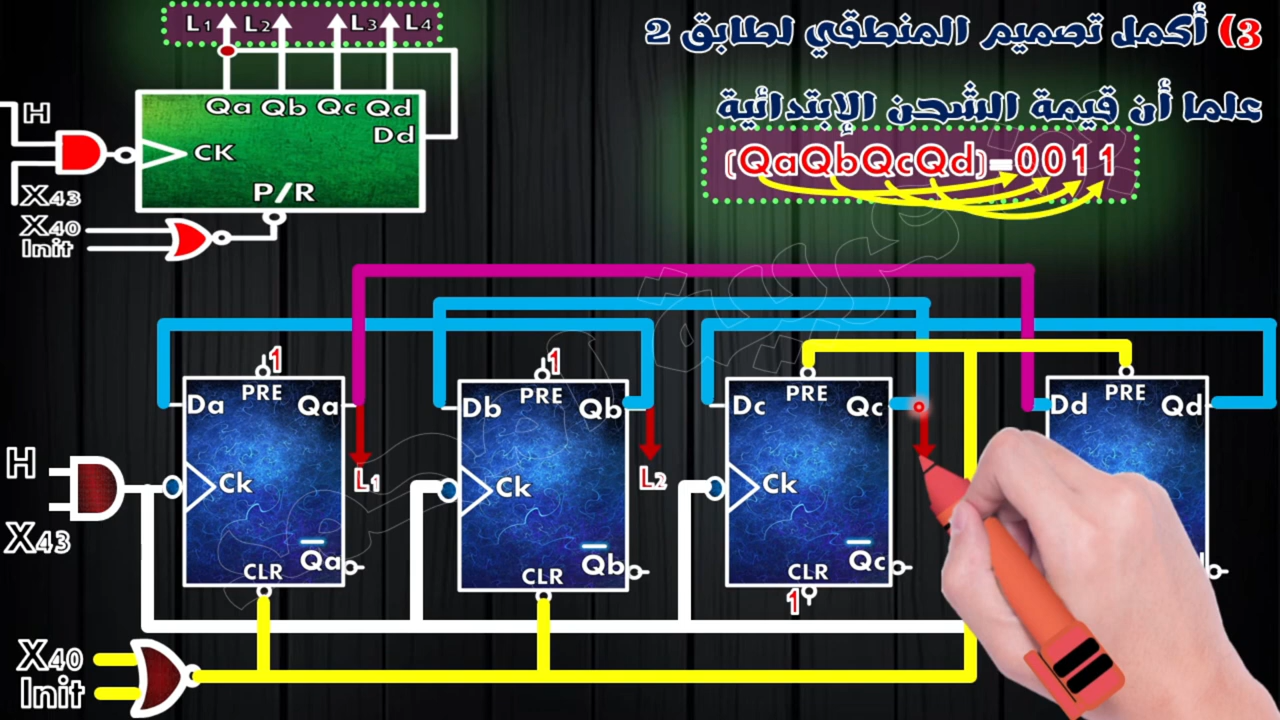 3) أكمل تصميم المنطقي لطابق 2
علما أن قيمة الشحن الإبتدائية
(QaQbQcQd)=0011
L1 L2 L3 L4
Qa Qb Qc Qd
Dd
H
CK
X43
P/R
X40
Init
1 1
PRE PRE PRE PRE
Da Qa Db Qb Dc Qc Dd Qd
H
Ck Ck Ck
L1 L2
X43
Qa Qb Qc
CLR CLR CLR
1
X40
Init